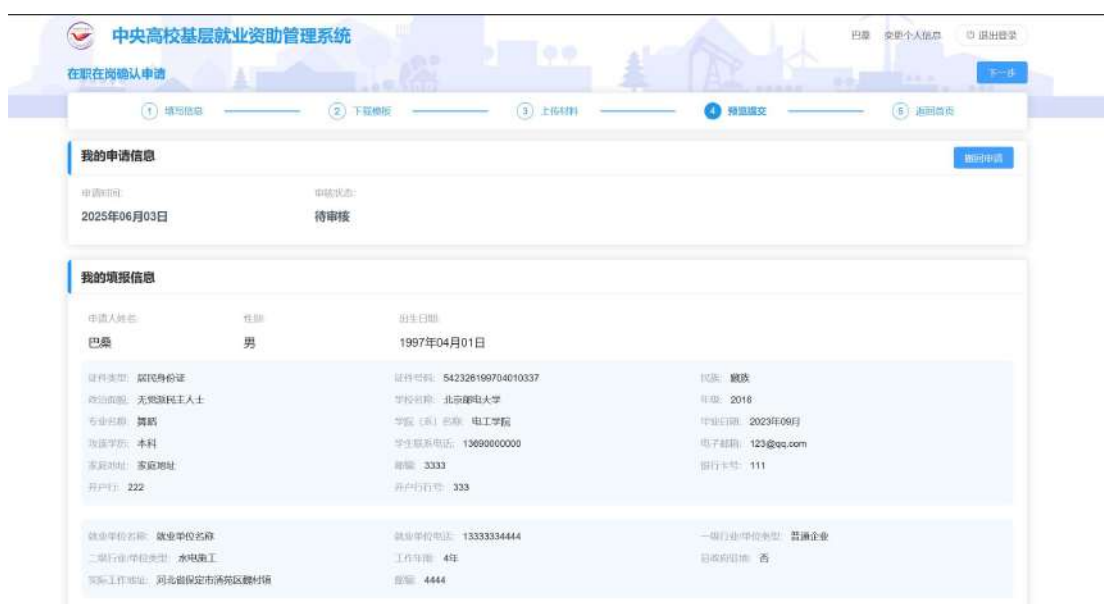 中央高校基层就业资助管理系统
巴桑 变更个人信息 退出登录
在职在岗确认申请
下一步
1 填写信息 2 下载模板 3 上传材料 4 预览提交 5 返回首页
我的申请信息
撤回申请
申请时间: 审核状态:
2025年06月03日 待审核
我的填报信息
申请人姓名: 性别: 出生日期:
巴桑 男 1997年04月01日
证件类型: 居民身份证 证件号码: 542326199704010337 民族: 藏族
政治面貌: 无党派民主人士 学校名称: 北京邮电大学 年级: 2018
专业名称: 舞蹈 学院(系)名称: 电工学院 毕业日期: 2023年09月
攻读学历: 本科 学生联系电话: 13690000000 电子邮箱: 123@qq.com
家庭地址: 家庭地址 邮编: 3333 银行卡号: 111
开户行: 222 开户行行号: 333
就业单位名称: 就业单位名称 就业单位电话: 13333334444 一级行业/单位类型: 普通企业
二级行业/单位类型: 水电施工 工作年限: 4年 县政府驻地: 否
实际工作地址: 河北省保定市清苑区魏村镇 邮编: 4444